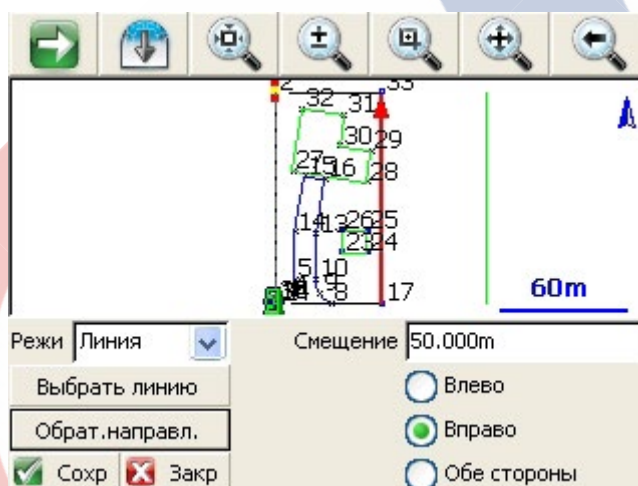 2
33
32
31
30
29
27
15
16
28
14
13
26
25
23
24
5
10
8
17
60m
Режи Линия
Смещение 50.000m
Выбрать линию
Влево
Обрат.направл.
Вправо
Сохр Закр
Обе стороны